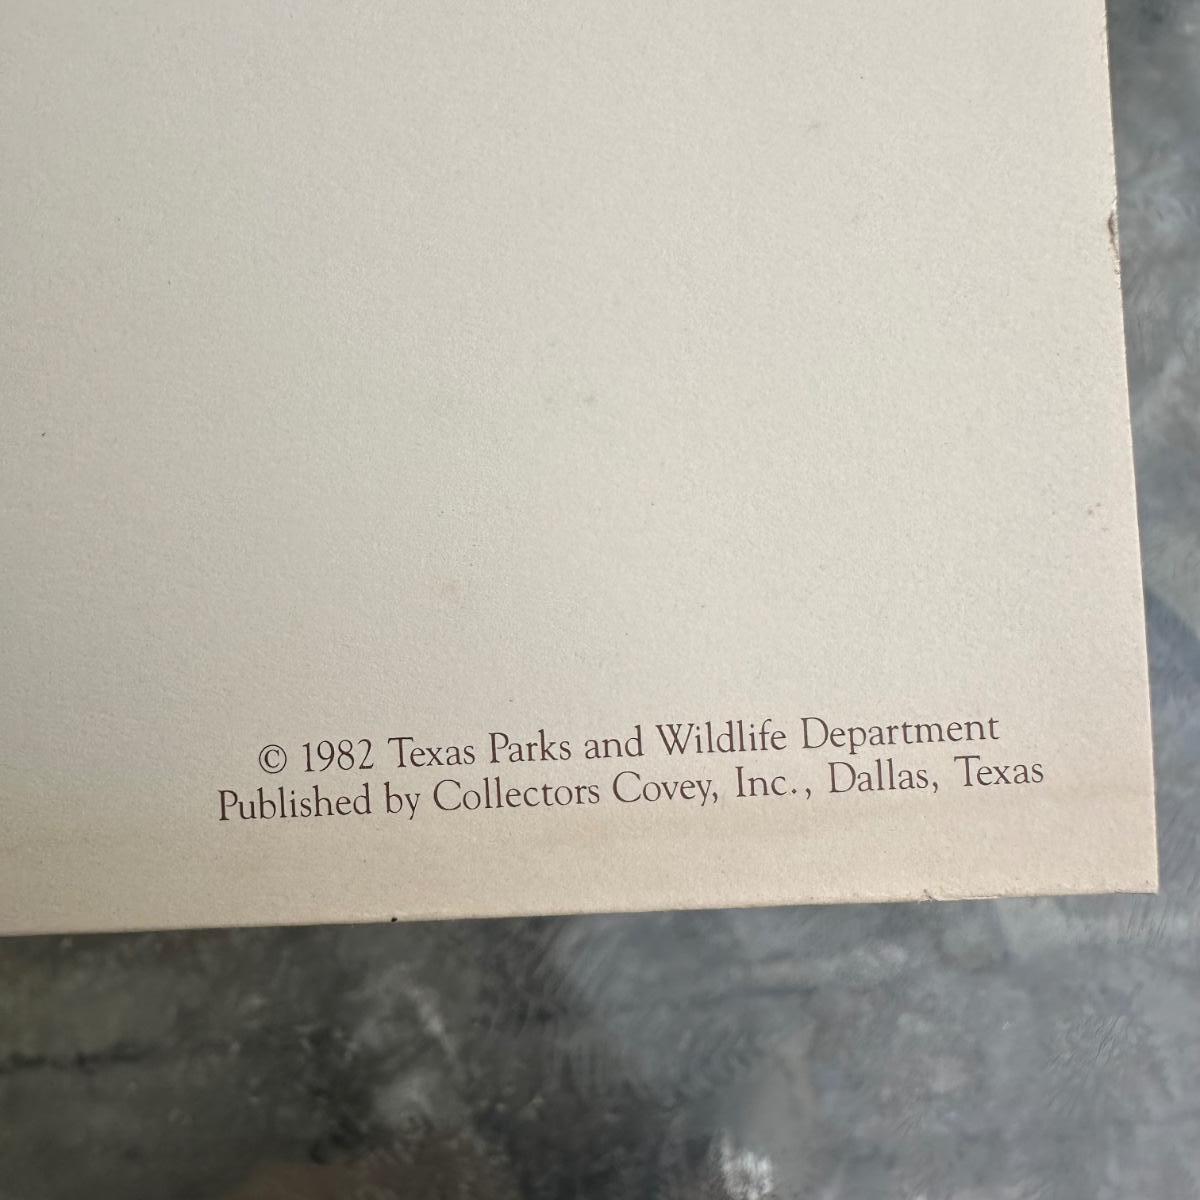 © 1982 Texas Parks and Wildlife Department
Published by Collectors Covey, Inc., Dallas, Texas